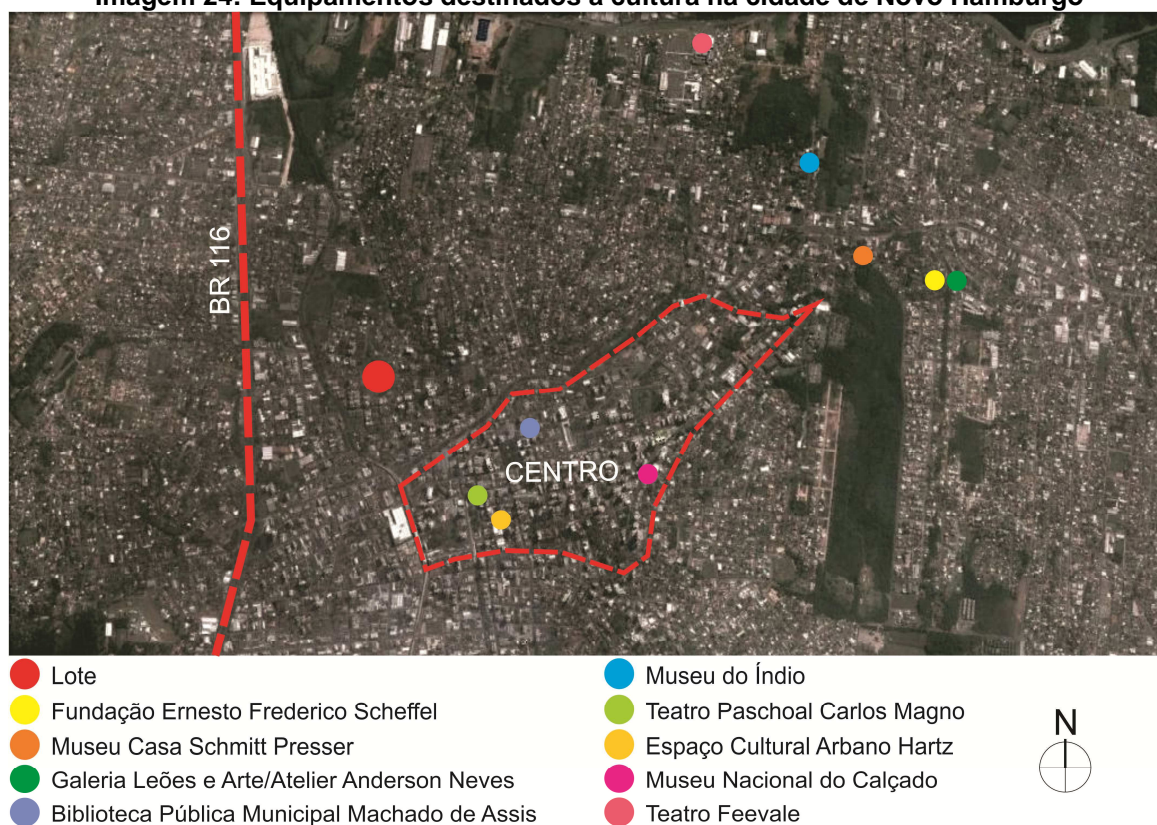 Imagem 24: Equipamentos destinados à cultura na cidade de Novo Hamburgo
BR 116
CENTRO
Lote
Fundação Ernesto Frederico Scheffel
Museu Casa Schmitt Presser
Galeria Leões e Arte/Atelier Anderson Neves
Biblioteca Pública Municipal Machado de Assis
Museu do Índio
Teatro Paschoal Carlos Magno
Espaço Cultural Arbano Hartz
Museu Nacional do Calçado
Teatro Feevale
N